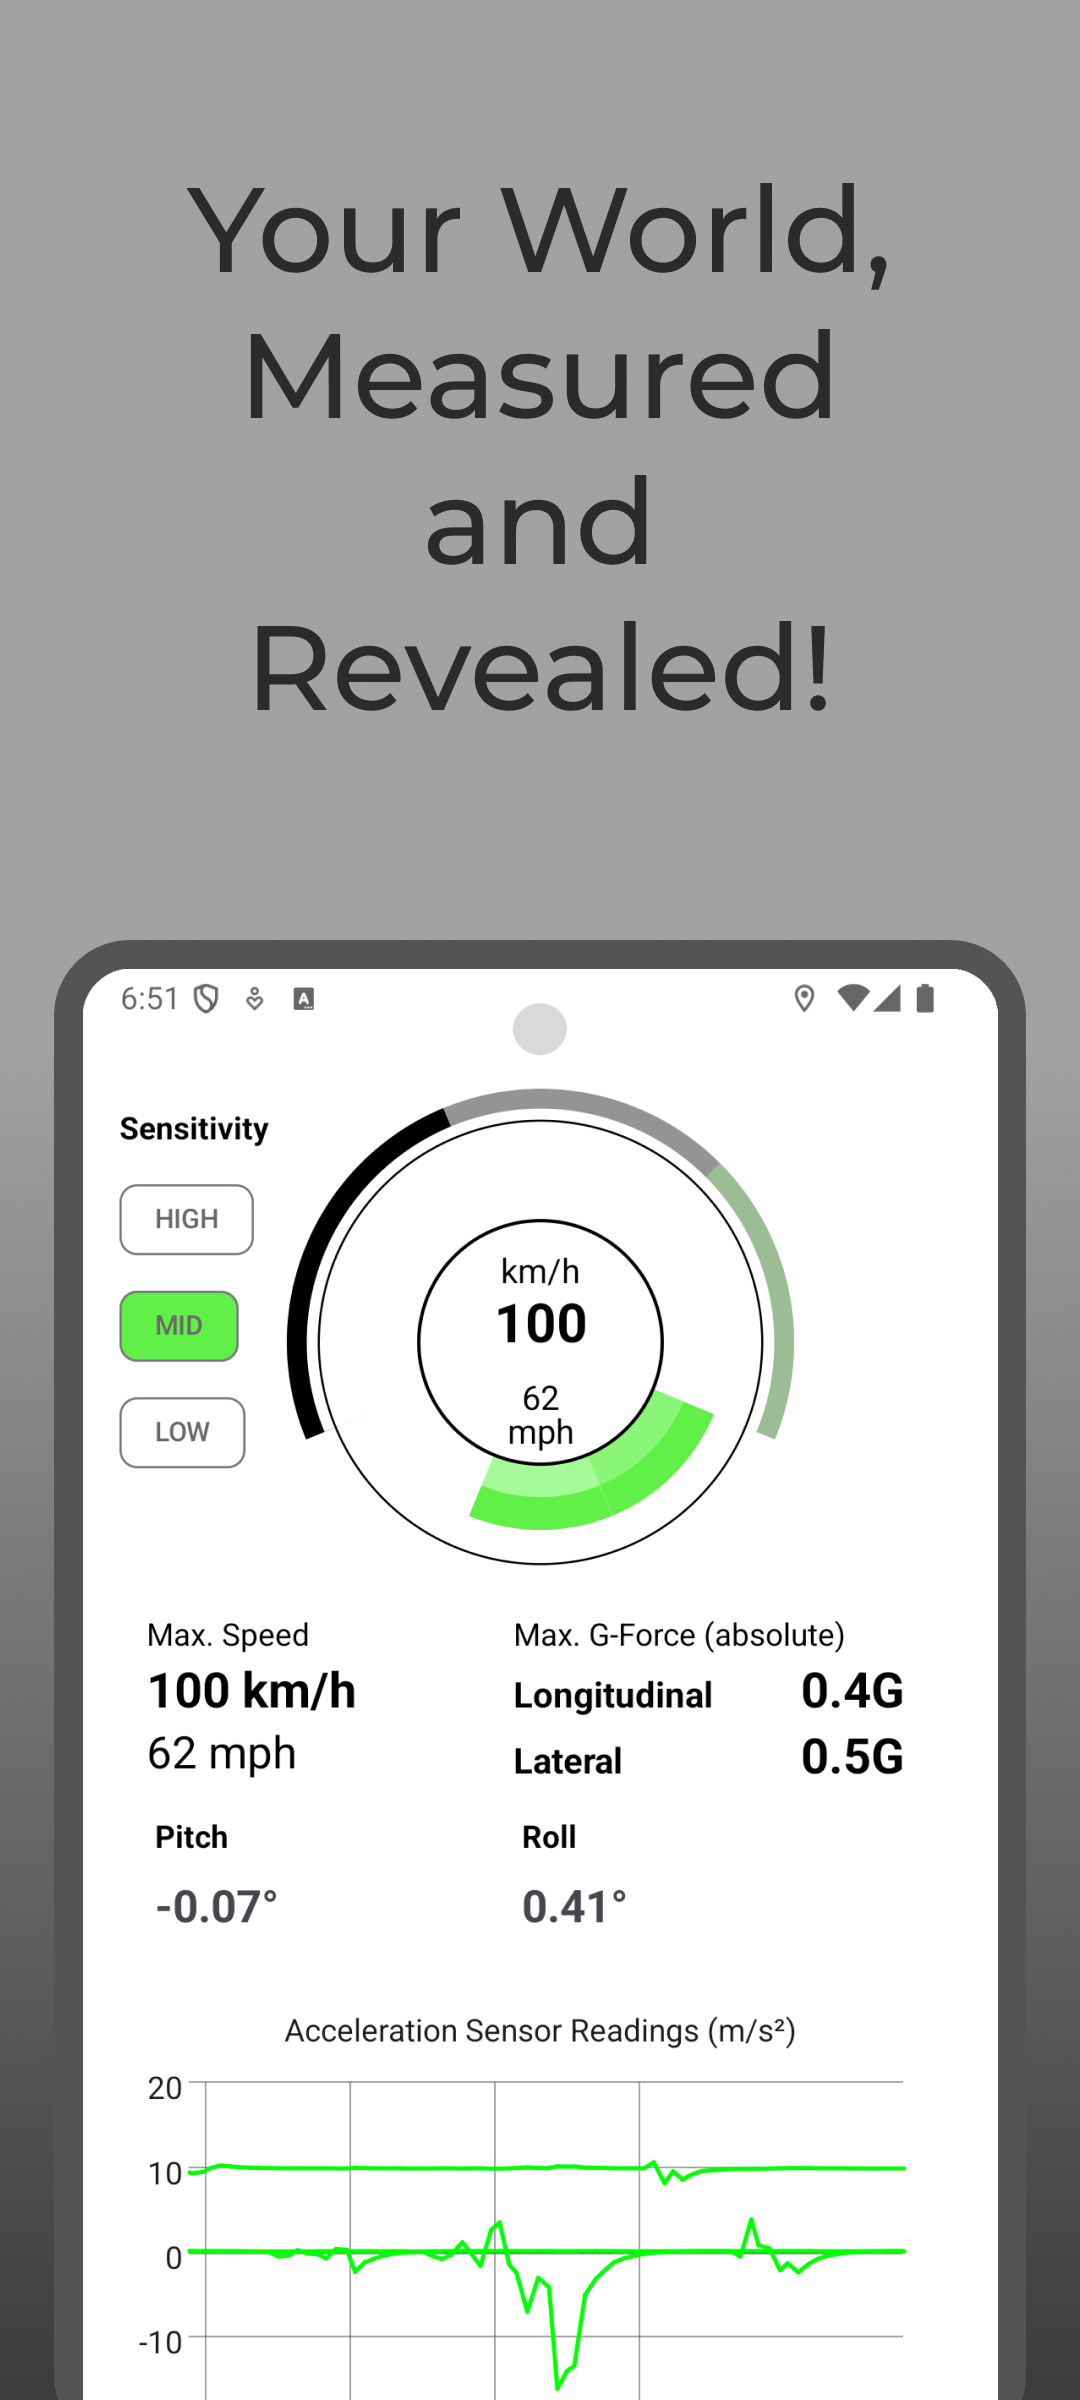 Your World,
Measured
and
Revealed!
6:51
A
Sensitivity
HIGH
MID
LOW
km/h
100
62
mph
Max. Speed
100 km/h
62 mph
Max. G-Force (absolute)
Longitudinal 0.4G
Lateral 0.5G
Pitch
-0.07°
Roll
0.41°
Acceleration Sensor Readings (m/s²)
20
10
0
-10